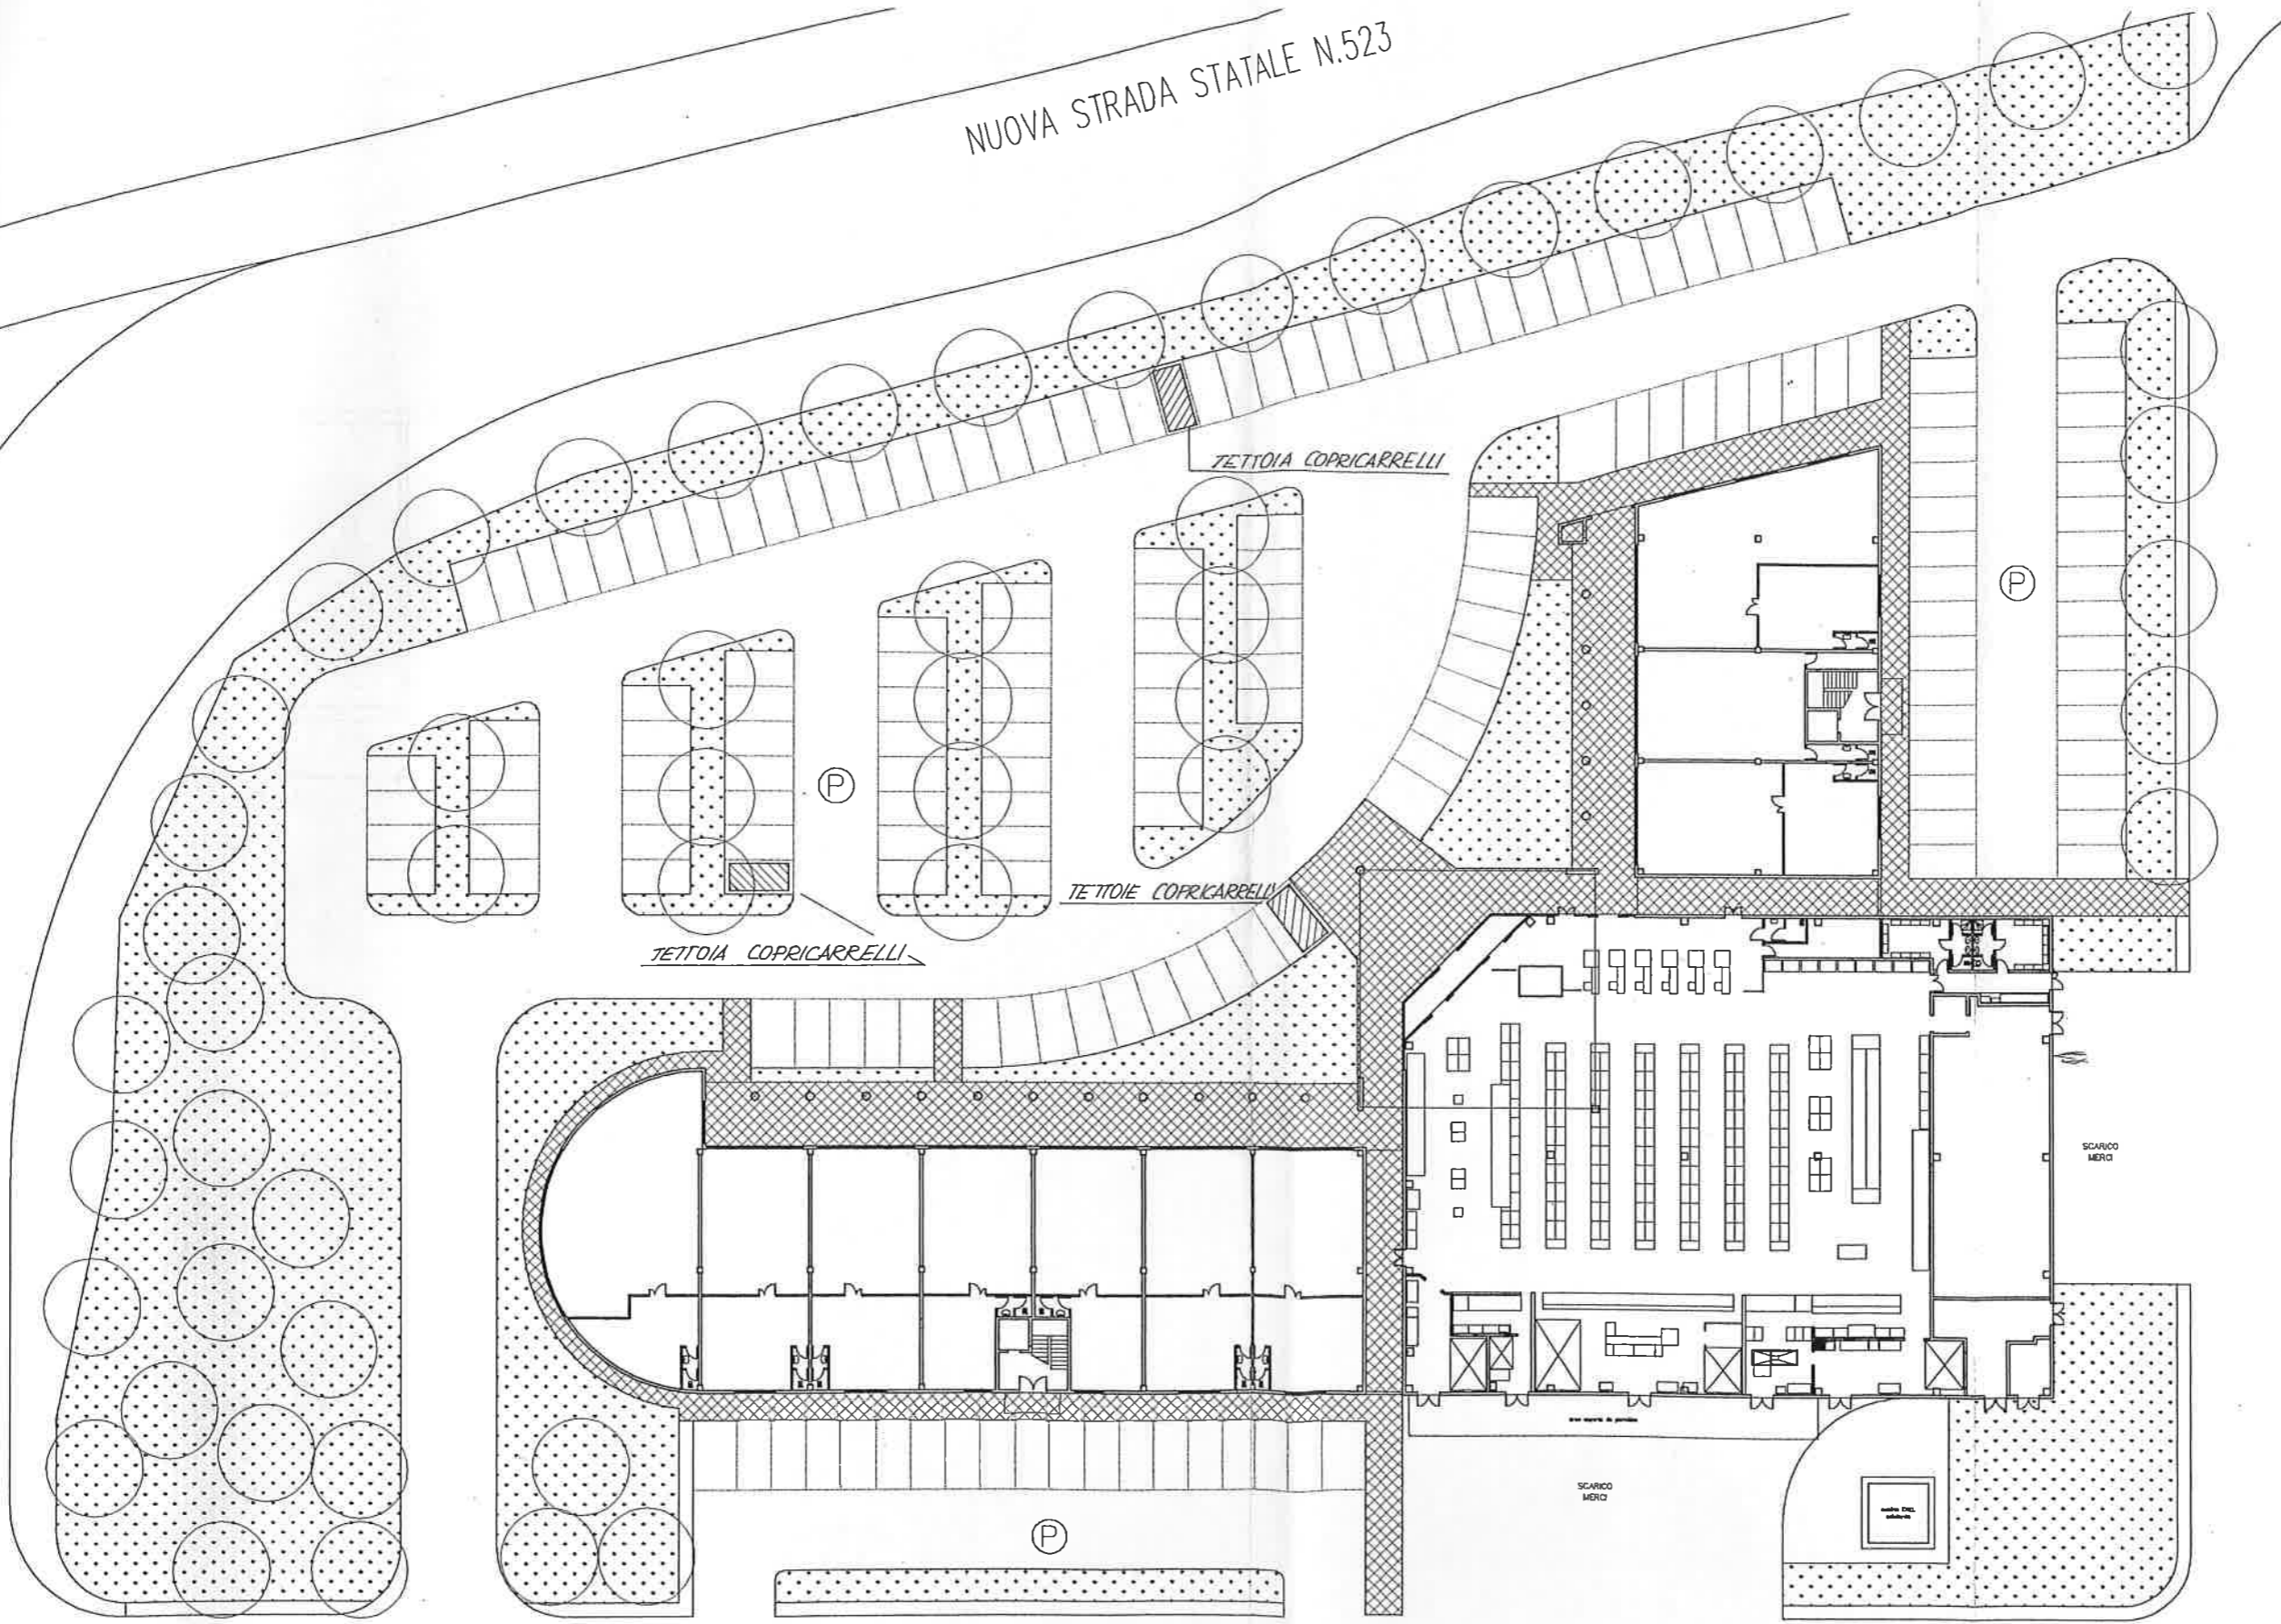 NUOVA STRADA STATALE N.523
TETTOIA COPRICARRELLI
P
P
TETTOIE COPRICARRELLI
TETTOIA COPRICARRELLI
SCARICO
MERCI
SCARICO
MERCI
P